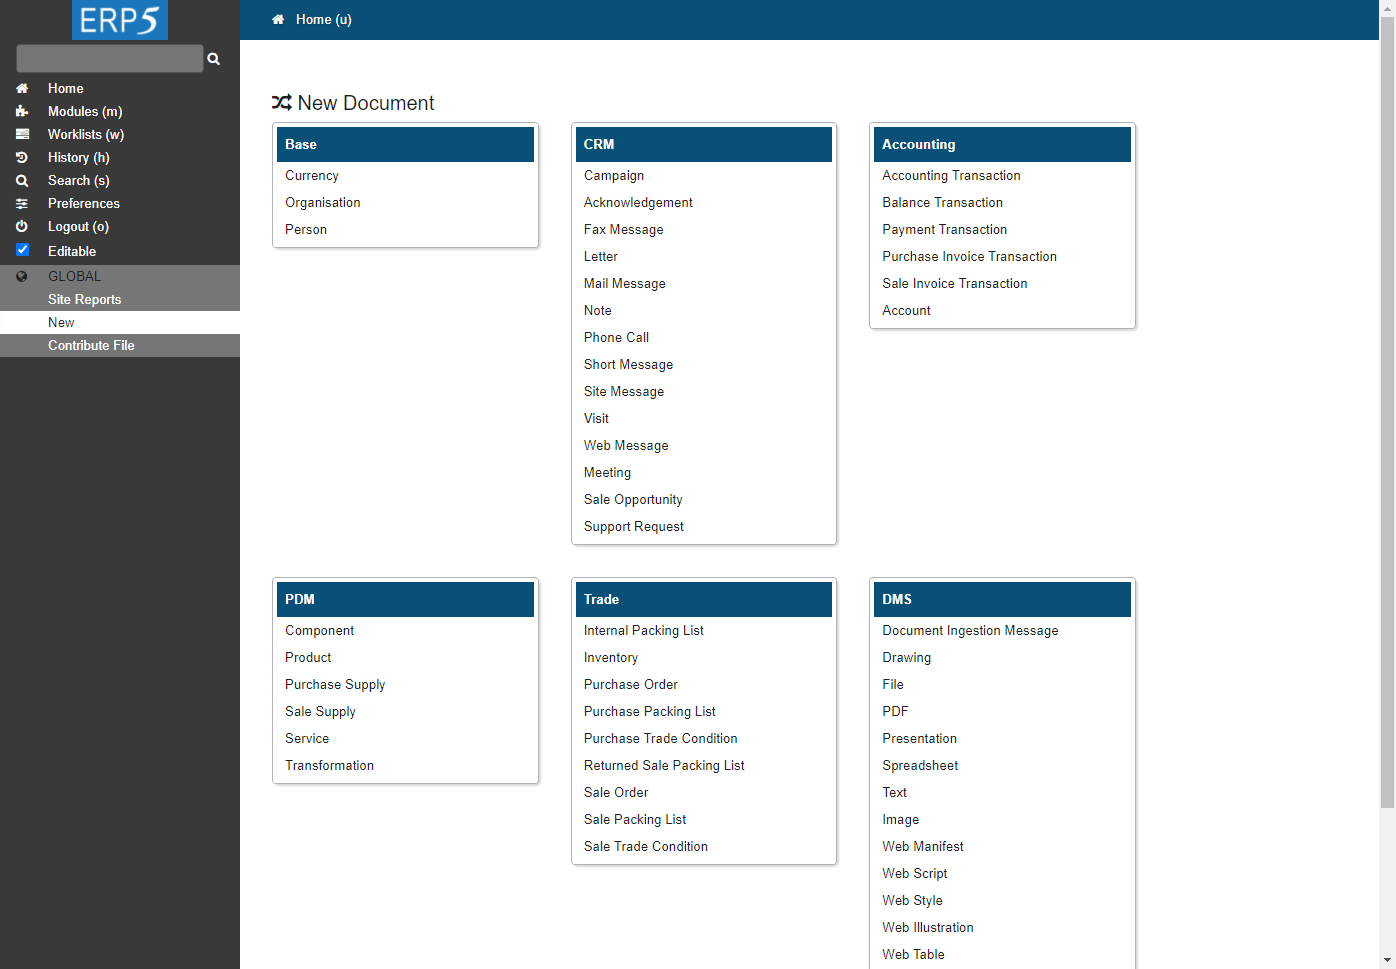 ERP5
Home (u)
Home
Modules (m)
Worklists (w)
History (h)
Search (s)
Preferences
Logout (o)
Editable
GLOBAL
Site Reports
New
Contribute File
New Document
Base
Currency
Organisation
Person
CRM
Campaign
Acknowledgement
Fax Message
Letter
Mail Message
Note
Phone Call
Short Message
Site Message
Visit
Web Message
Meeting
Sale Opportunity
Support Request
Accounting
Accounting Transaction
Balance Transaction
Payment Transaction
Purchase Invoice Transaction
Sale Invoice Transaction
Account
PDM
Component
Product
Purchase Supply
Sale Supply
Service
Transformation
Trade
Internal Packing List
Inventory
Purchase Order
Purchase Packing List
Purchase Trade Condition
Returned Sale Packing List
Sale Order
Sale Packing List
Sale Trade Condition
DMS
Document Ingestion Message
Drawing
File
PDF
Presentation
Spreadsheet
Text
Image
Web Manifest
Web Script
Web Style
Web Illustration
Web Table